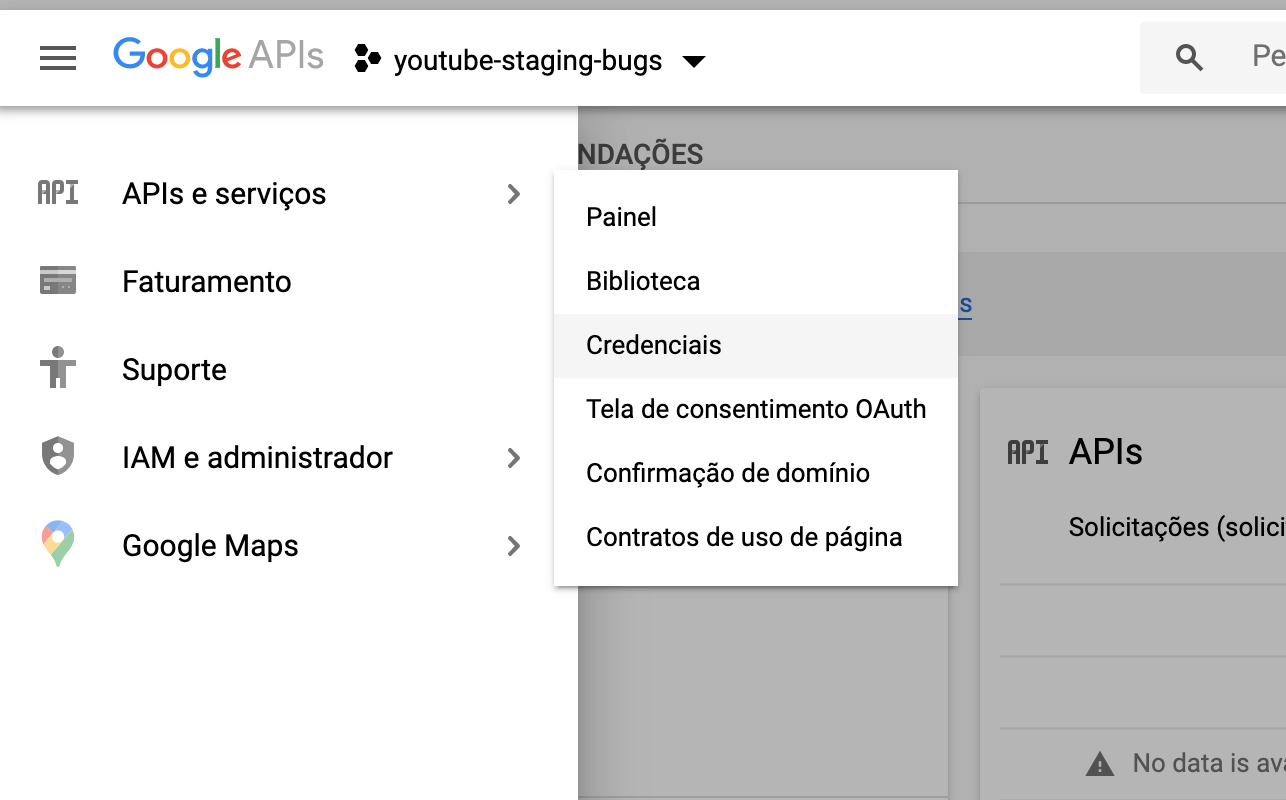 Google APIs
youtube-staging-bugs
NDAÇÕES
API
APIs e serviços
Painel
Faturamento
Biblioteca
s
Suporte
Credenciais
Tela de consentimento OAuth
IAM e administrador
Confirmação de domínio
API
APIs
Google Maps
Contratos de uso de página
Solicitações (solici
No data is ava